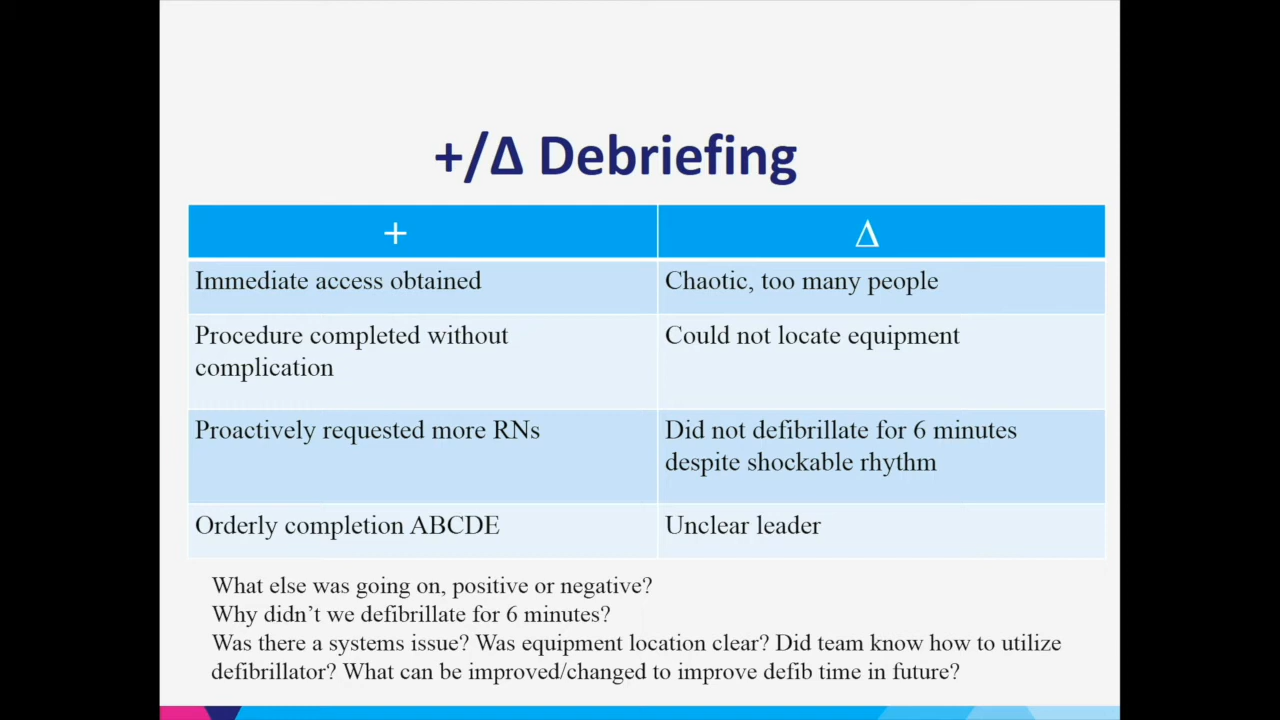 +/Δ Debriefing
+
Δ
Immediate access obtained
Chaotic, too many people
Procedure completed without
complication
Could not locate equipment
Proactively requested more RNs
Did not defibrillate for 6 minutes
despite shockable rhythm
Orderly completion ABCDE
Unclear leader
What else was going on, positive or negative?
Why didn’t we defibrillate for 6 minutes?
Was there a systems issue? Was equipment location clear? Did team know how to utilize
defibrillator? What can be improved/changed to improve defib time in future?